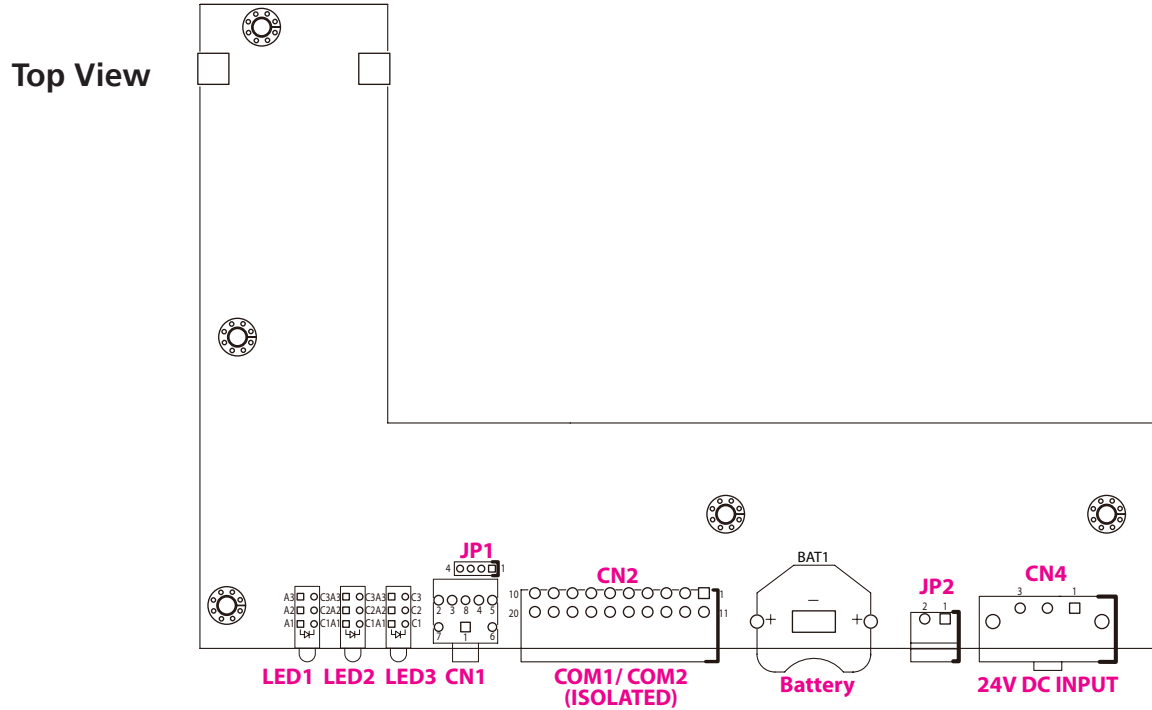 Top View
JP1
4 1
BAT1
CN2
JP2
CN4
10 1
20 11
2 1
3 1
A3 C3A3 C3A3 C3
A2 C2A2 C2A2 C2
A1 C1A1 C1A1 C1
2 3 8 4 5
7 1 6
− + +
LED1 LED2 LED3 CN1
COM1/ COM2
(ISOLATED)
Battery
24V DC INPUT